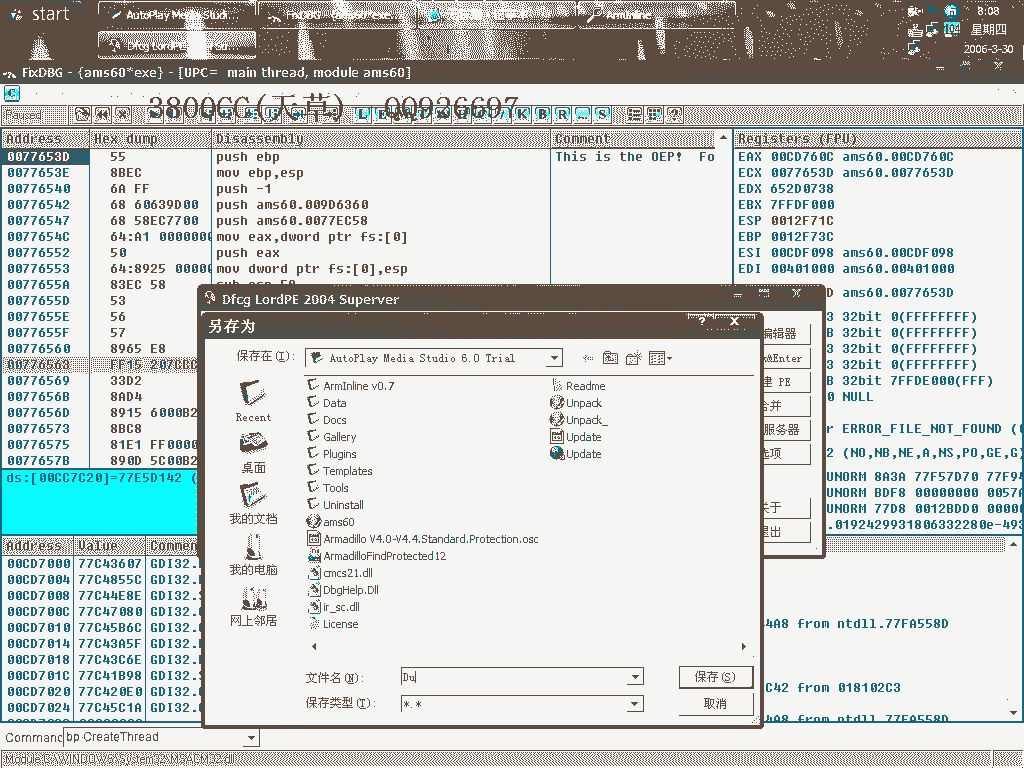 start
AutoPlay Media Studi
FixDBG - {ams60*exe}
ArmInline
Dfcg LordPE
8:08
星期四
2006-3-30
FixDBG - {ams60*exe} - [UPC= main thread, module ams60]
3800CC(天草) 00936697
Paused
Address Hex dump Disassembly Comment Registers (FPU)
0077653D 55 push ebp This is the OEP! Fo
0077653E 8BEC mov ebp,esp
00776540 6A FF push -1
00776542 68 60639D00 push ams60.009D6360
00776547 68 58EC7700 push ams60.0077EC58
0077654C 64:A1 0000000 mov eax,dword ptr fs:[0]
00776552 50 push eax
00776553 64:8925 00000 mov dword ptr fs:[0],esp
0077655A 83EC 58
0077655D 53
0077655E 56
0077655F 57
00776560 8965 E8
00776563
00776569 33D2
0077656B 8AD4
0077656D 8915 6000B2
00776573 8BC8
00776575 81E1 FF0000
0077657B 890D 5C00B2
EAX 00CD760C ams60.00CD760C
ECX 0077653D ams60.0077653D
EDX 652D0738
EBX 7FFDF000
ESP 0012F71C
EBP 0012F73C
ESI 00CDF098 ams60.00CDF098
EDI 00401000 ams60.00401000
D ams60.0077653D
3 32bit 0(FFFFFFFF)
B 32bit 0(FFFFFFFF)
3 32bit 0(FFFFFFFF)
3 32bit 0(FFFFFFFF)
B 32bit 7FFDE000(FFF)
0 NULL
r ERROR_FILE_NOT_FOUND (
2 (NO,NB,NE,A,NS,PO,GE,G)
UNORM 8A3A 77F57D70 77F94
UNORM BDF8 00000000 0057A
UNORM 77D8 0012BDD0 00000
.0192429931806332280e-493
ds:[00CC7C20]=77E5D142 (
Dfcg LordPE 2004 Superver
编辑器
Enter
建 PE
合并
服务器
选项
关于
退出
另存为
保存在(I):
AutoPlay Media Studio 6.0 Trial
Recent
桌面
我的文档
我的电脑
网上邻居
ArmInline v0.7
Data
Docs
Gallery
Plugins
Templates
Tools
Uninstall
ams60
Armadillo V4.0-V4.4.Standard.Protection.osc
ArmadilloFindProtected12
cmcs21.dll
DbgHelp.Dll
ir_sc.dll
License
Readme
Unpack
Unpack_
Update
Update
文件名(N):
Du
保存(S)
保存类型(T):
*.*
取消
Address Value Commen
00CD7000 77C43607 GDI32.
00CD7004 77C4855C GDI32.
00CD7008 77C44E8E GDI32.
00CD700C 77C47080 GDI32.
00CD7010 77C45B6C GDI32.
00CD7014 77C43A5F GDI32.
00CD7018 77C43C6E GDI32.
00CD701C 77C41B98 GDI32.
00CD7020 77C420E0 GDI32.
00CD7024 77C45C1A GDI32.
4A8 from ntdll.77FA558D
C42 from 018102C3
4A8 from ntdll.77FA558D
Command bp CreateThread
Module C:\WINDOWS\System32\MSACM32.dll